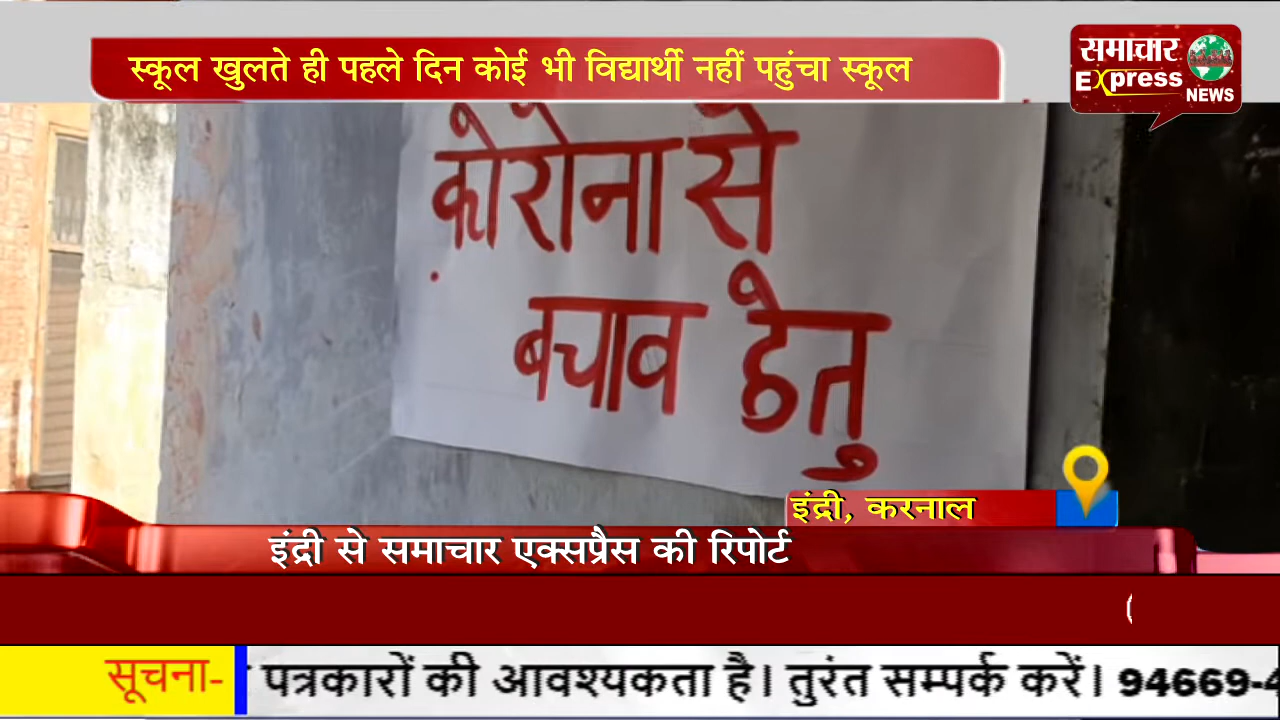 स्कूल खुलते ही पहले दिन कोई भी विद्यार्थी नहीं पहुंचा स्कूल
समाचार
Express
NEWS
कोरोना से
बचाव हेतु
इंद्री, करनाल
इंद्री से समाचार एक्सप्रैस की रिपोर्ट
सूचना- पत्रकारों की आवश्यकता है। तुरंत सम्पर्क करें। 94669-